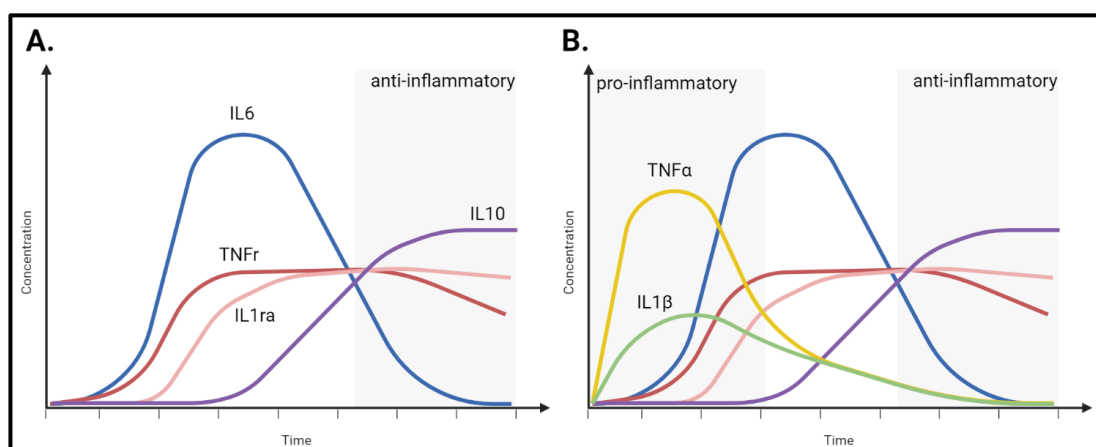 A.
anti-inflammatory
IL6
IL10
TNFr
IL1ra
Concentration
Time
B.
pro-inflammatory
anti-inflammatory
TNFα
IL1β
Concentration
Time